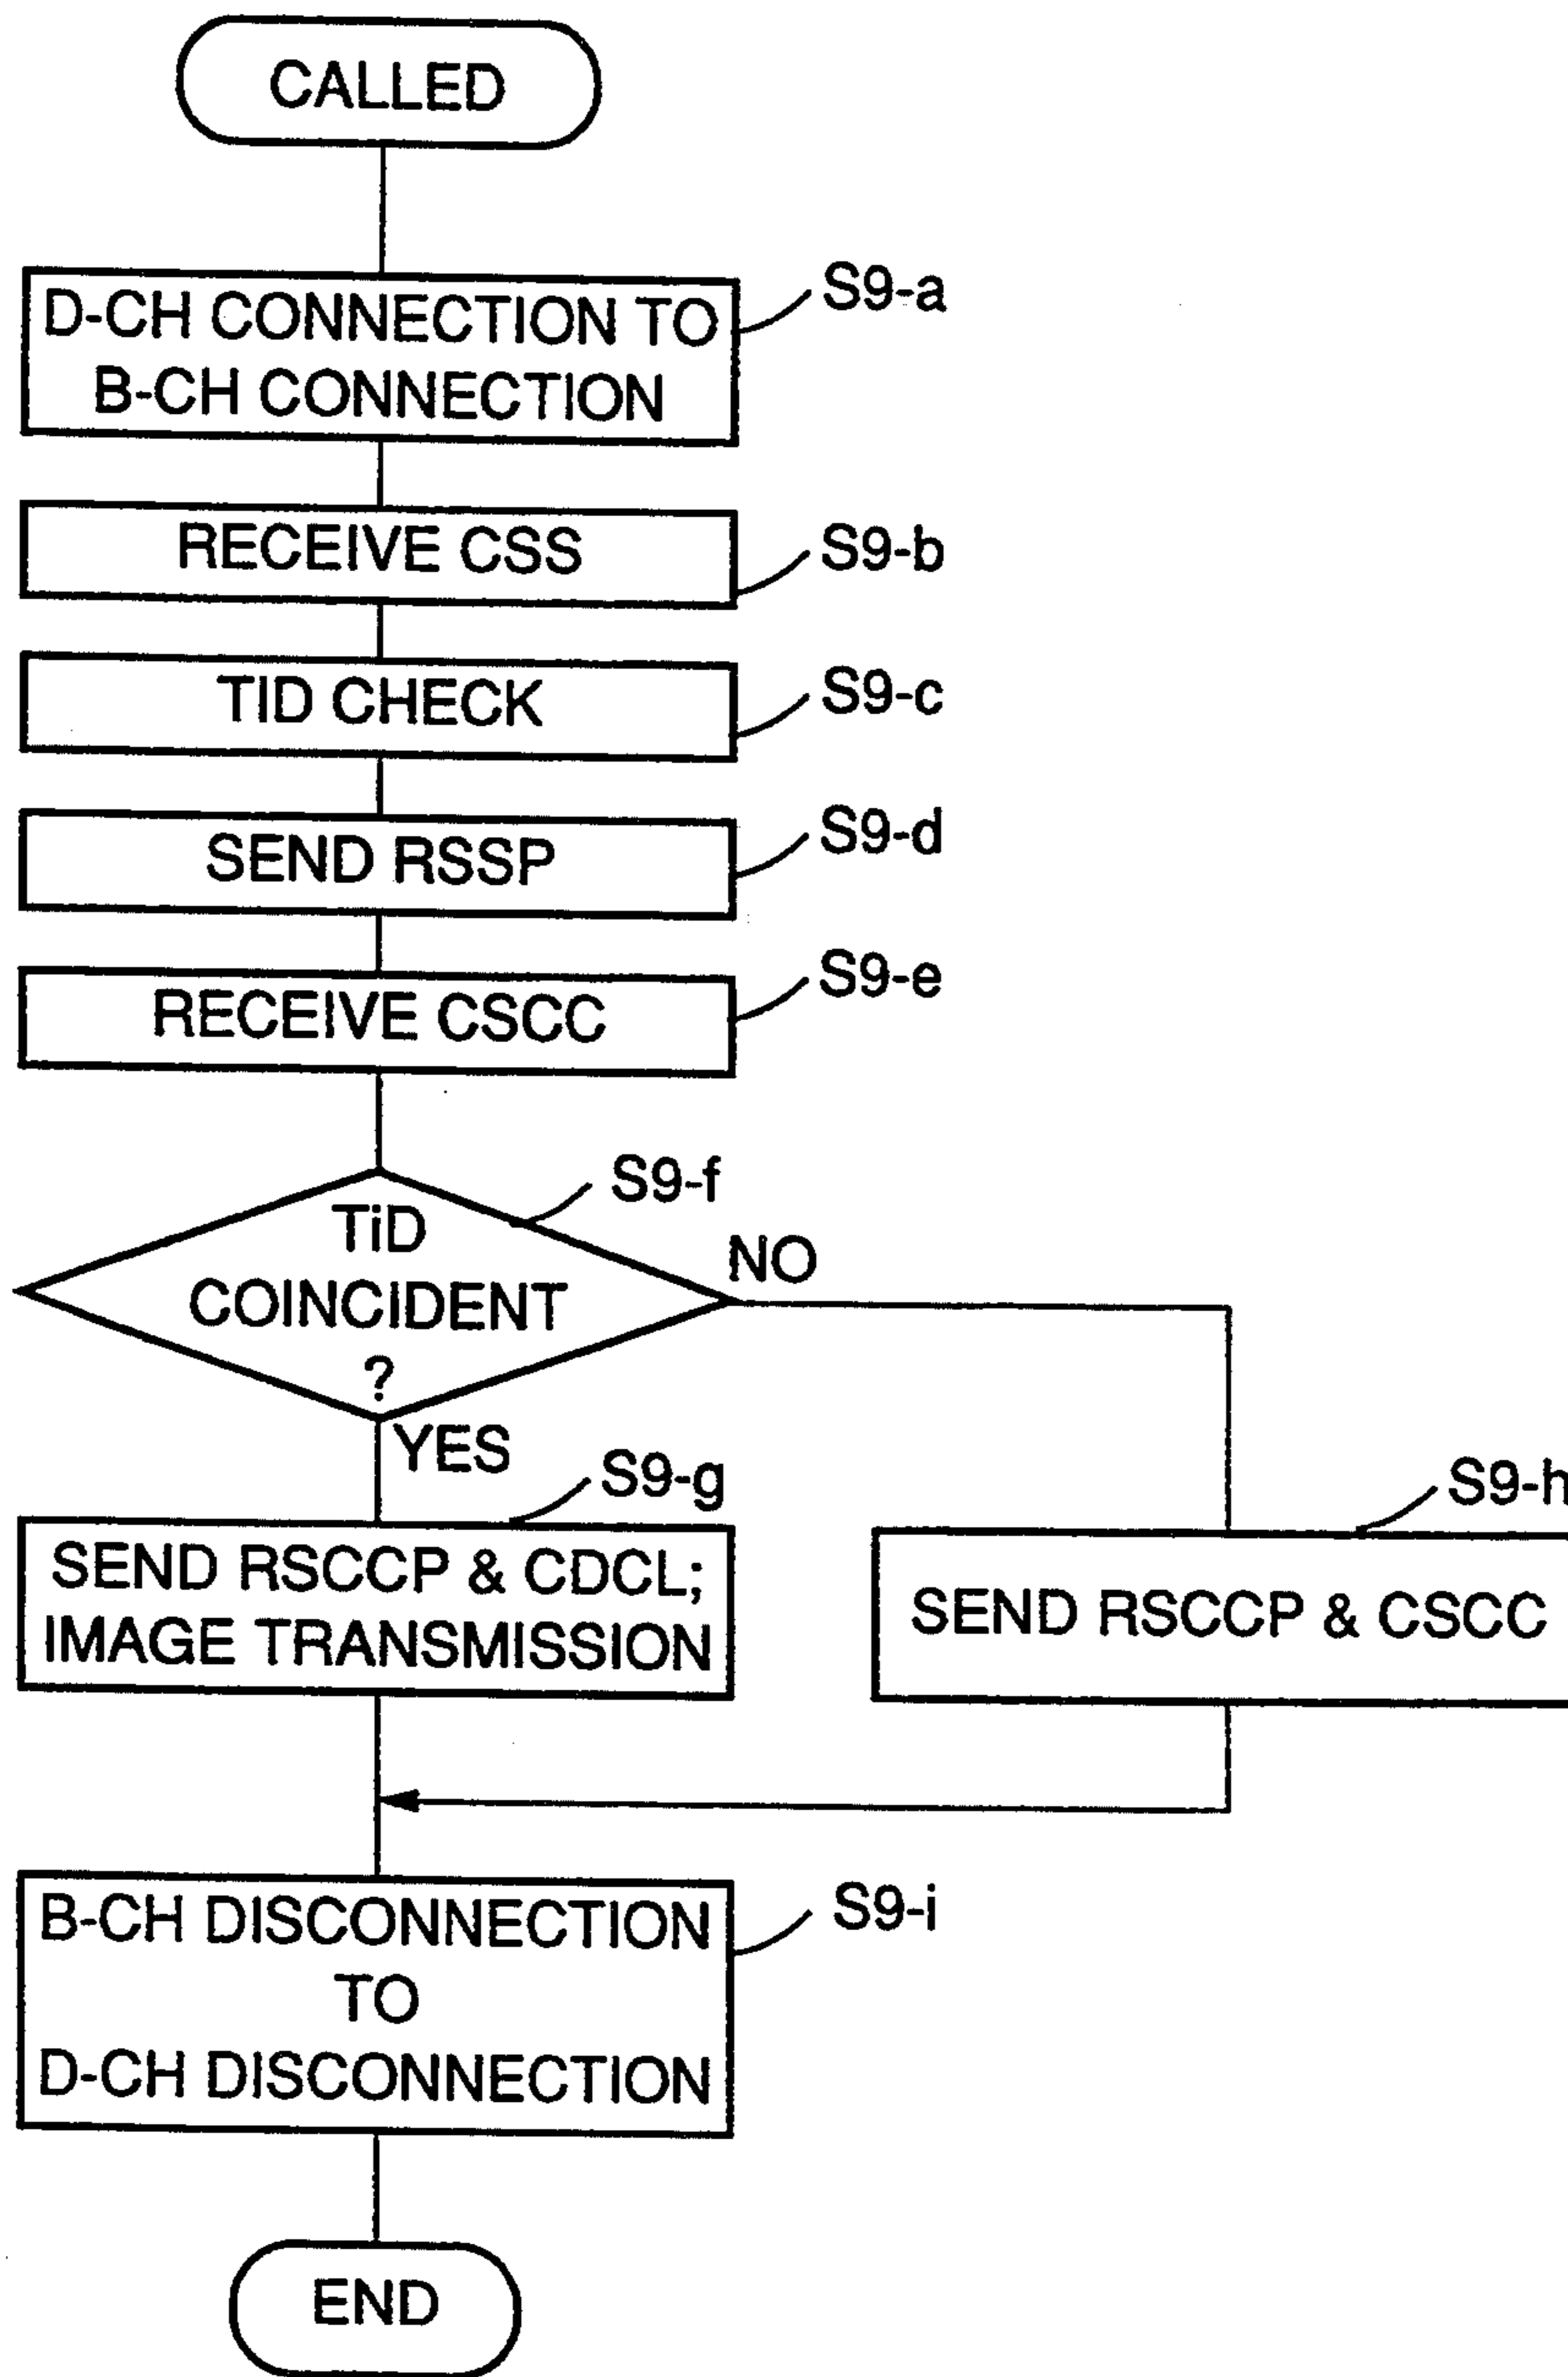 CALLED
D-CH CONNECTION TO
B-CH CONNECTION
S9-a
RECEIVE CSS
S9-b
TID CHECK
S9-c
SEND RSSP
S9-d
RECEIVE CSCC
S9-e
S9-f
TiD
COINCIDENT
?
NO
YES
S9-g
SEND RSCCP & CDCL;
IMAGE TRANSMISSION
S9-h
SEND RSCCP & CSCC
B-CH DISCONNECTION
TO
D-CH DISCONNECTION
S9-i
END